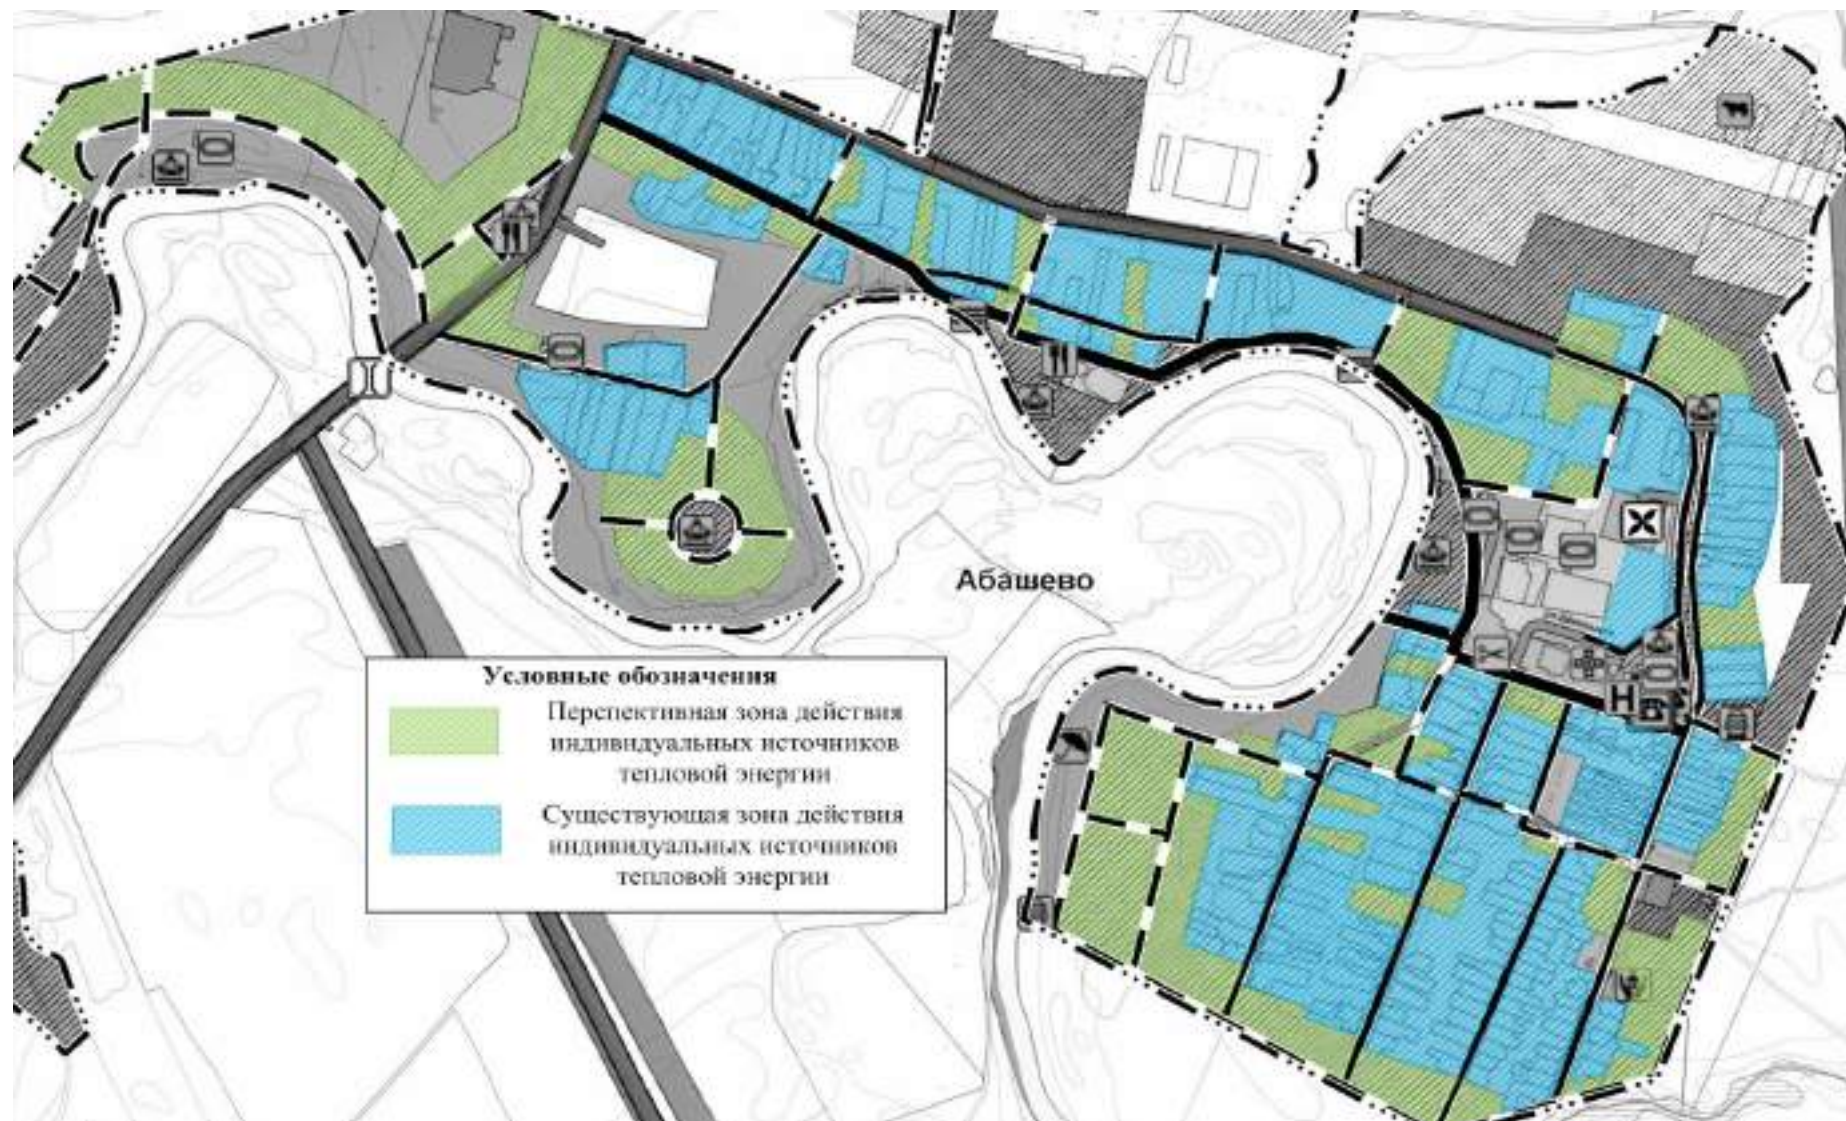 Абашево
Условные обозначения
Перспективная зона действия
индивидуальных источников
тепловой энергии
Существующая зона действия
индивидуальных источников
тепловой энергии
Н